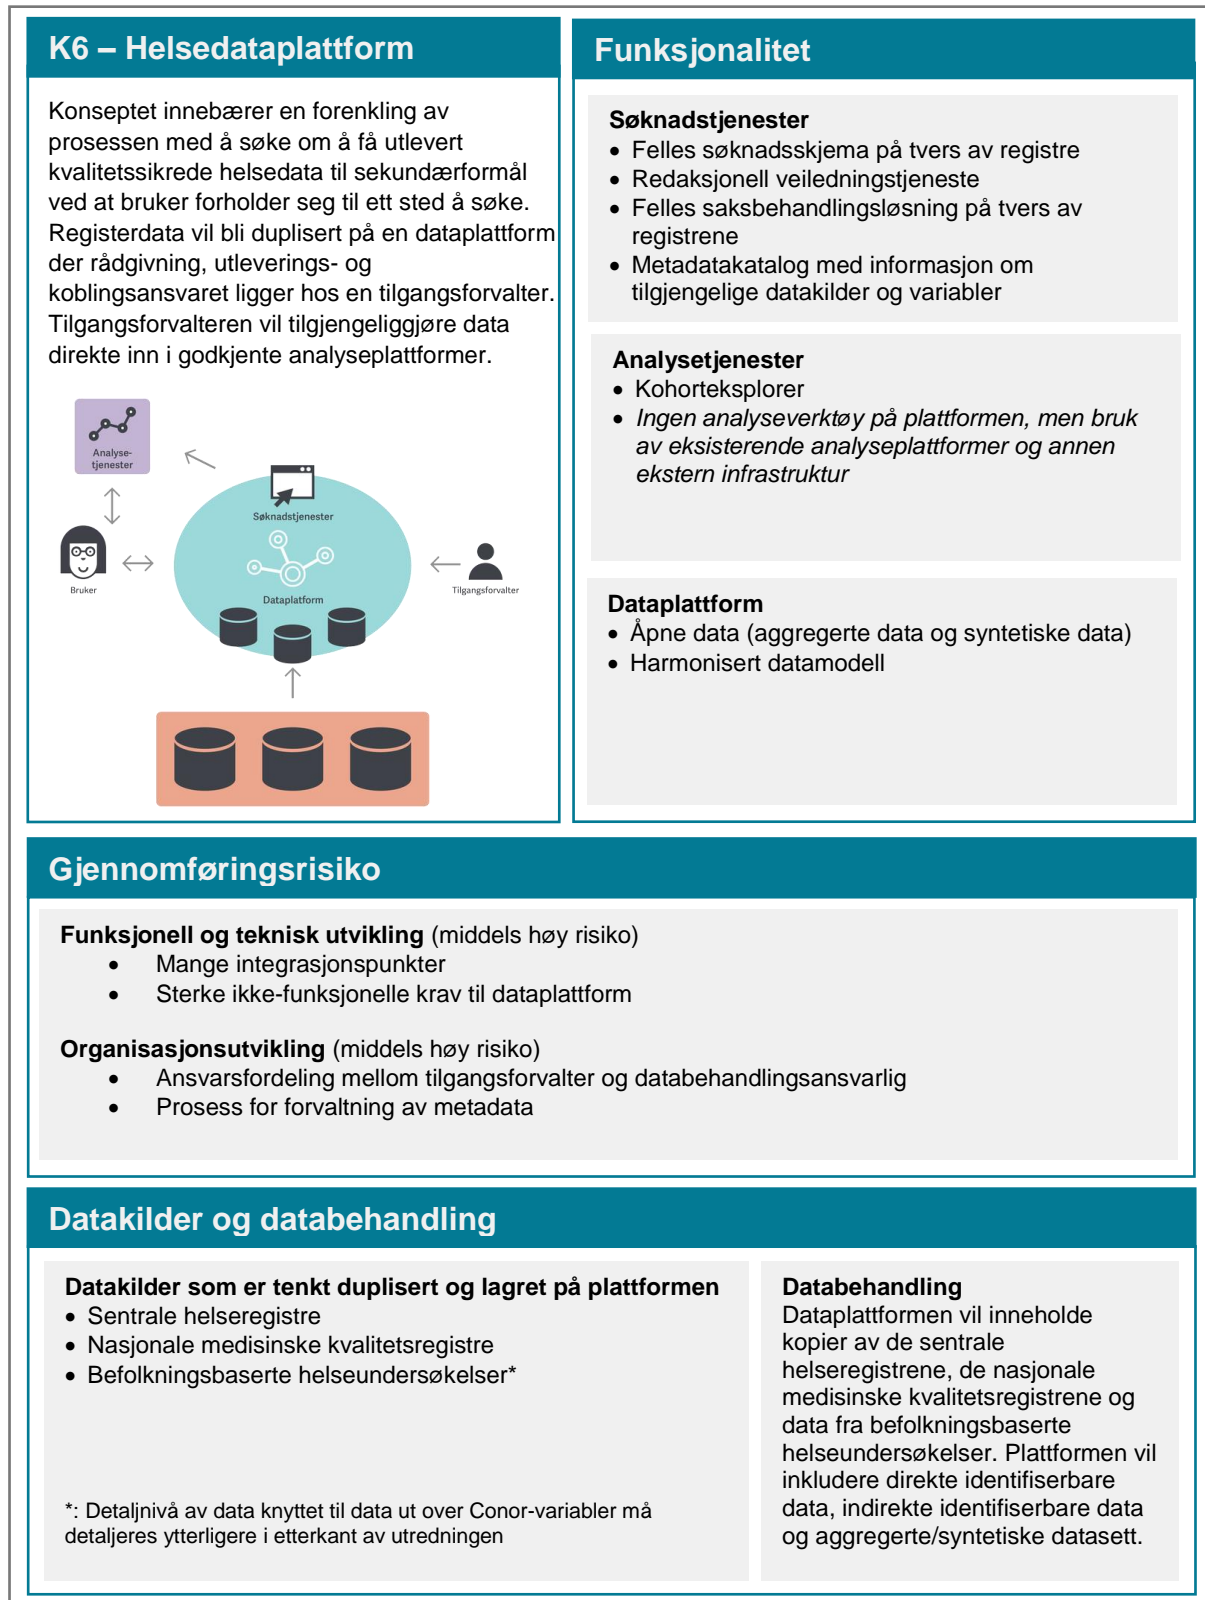 K6 – Helsedataplattform
Konseptet innebærer en forenkling av
prosessen med å søke om å få utlevert
kvalitetssikrede helsedata til sekundærformål
ved at bruker forholder seg til ett sted å søke.
Registerdata vil bli duplisert på en dataplattform
der rådgivning, utleverings- og
koblingsansvaret ligger hos en tilgangsforvalter.
Tilgangsforvalteren vil tilgjengeliggjøre data
direkte inn i godkjente analyseplattformer.
Analyse-
tjenester
Søknadstjenester
Bruker
Dataplatform
Tilgangsforvalter
Funksjonalitet
Søknadstjenester
• Felles søknadsskjema på tvers av registre
• Redaksjonell veiledningstjeneste
• Felles saksbehandlingsløsning på tvers av
registrene
• Metadatakatalog med informasjon om
tilgjengelige datakilder og variabler
Analysetjenester
• Kohorteksplorer
• Ingen analyseverktøy på plattformen, men bruk
av eksisterende analyseplattformer og annen
ekstern infrastruktur
Dataplattform
• Åpne data (aggregerte data og syntetiske data)
• Harmonisert datamodell
Gjennomføringsrisiko
Funksjonell og teknisk utvikling (middels høy risiko)
• Mange integrasjonspunkter
• Sterke ikke-funksjonelle krav til dataplattform
Organisasjonsutvikling (middels høy risiko)
• Ansvarsfordeling mellom tilgangsforvalter og databehandlingsansvarlig
• Prosess for forvaltning av metadata
Datakilder og databehandling
Datakilder som er tenkt duplisert og lagret på plattformen
• Sentrale helseregistre
• Nasjonale medisinske kvalitetsregistre
• Befolkningsbaserte helseundersøkelser*
*: Detaljnivå av data knyttet til data ut over Conor-variabler må
detaljeres ytterligere i etterkant av utredningen
Databehandling
Dataplattformen vil inneholde
kopier av de sentrale
helseregistrene, de nasjonale
medisinske kvalitetsregistrene og
data fra befolkningsbaserte
helseundersøkelser. Plattformen vil
inkludere direkte identifiserbare
data, indirekte identifiserbare data
og aggregerte/syntetiske datasett.